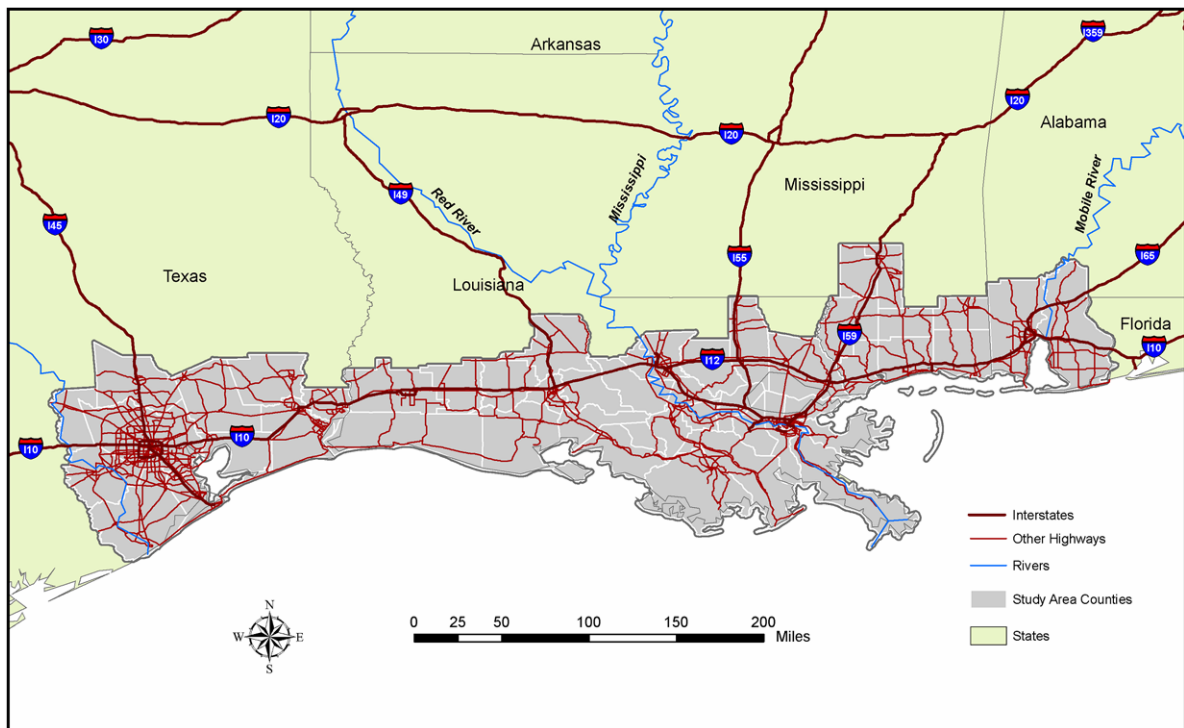 I30
Arkansas
I359
I20
I20
I20
Alabama
Mississippi
I49
Red River
Mississippi
Mobile River
I45
Texas
Louisiana
I55
I65
Florida
I59
I12
I10
I10
I10
Interstates
Other Highways
Rivers
Study Area Counties
States
N
W E
S
0 25 50 100 150 200
Miles